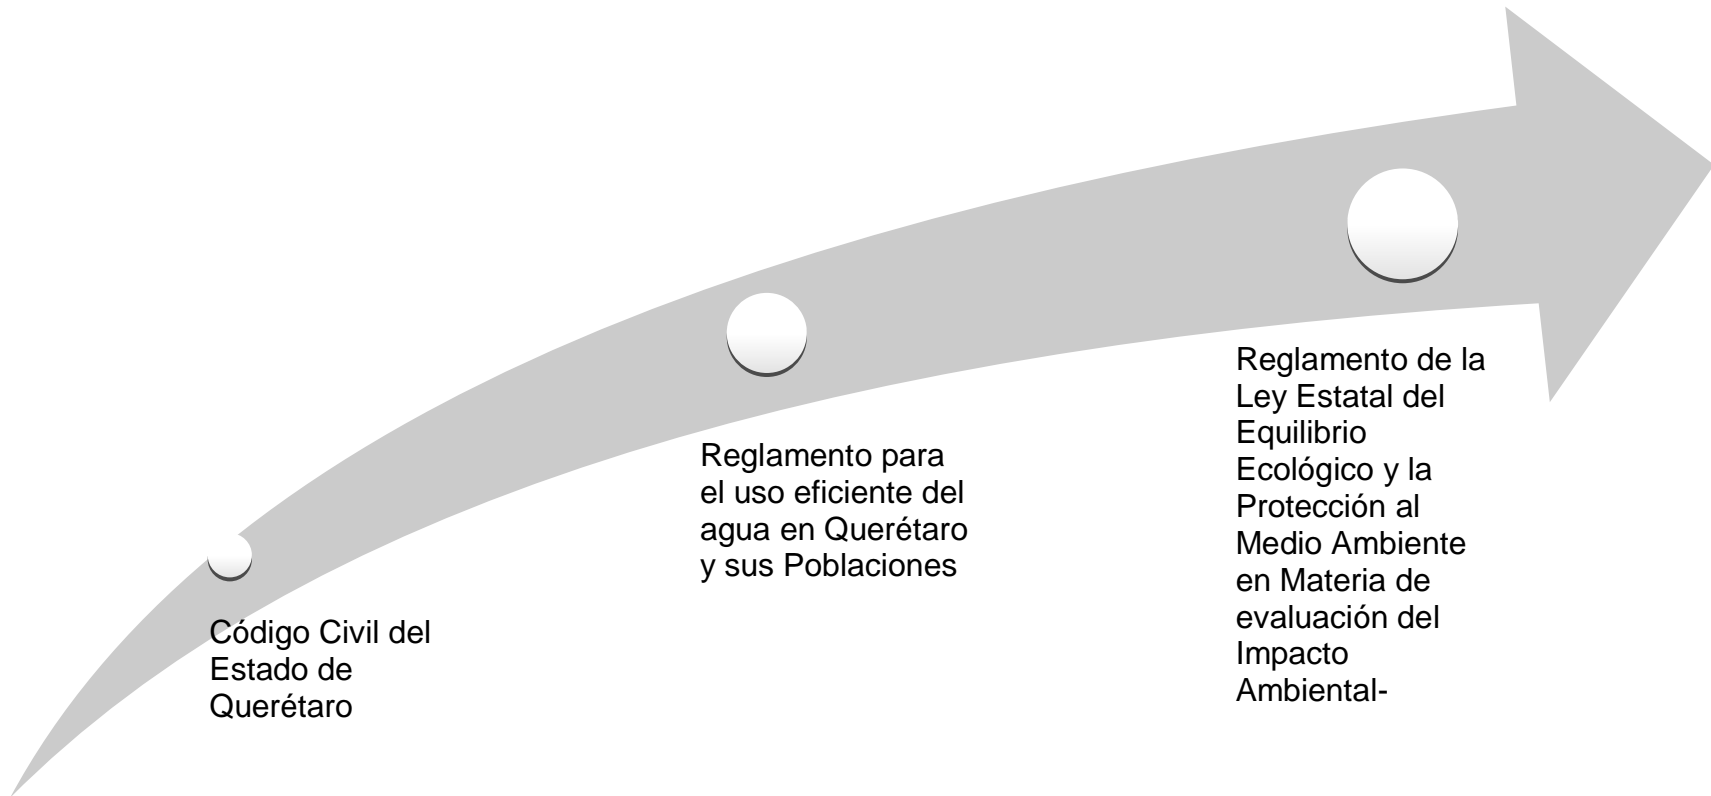 Código Civil del
Estado de
Querétaro
Reglamento para
el uso eficiente del
agua en Querétaro
y sus Poblaciones
Reglamento de la
Ley Estatal del
Equilibrio
Ecológico y la
Protección al
Medio Ambiente
en Materia de
evaluación del
Impacto
Ambiental-